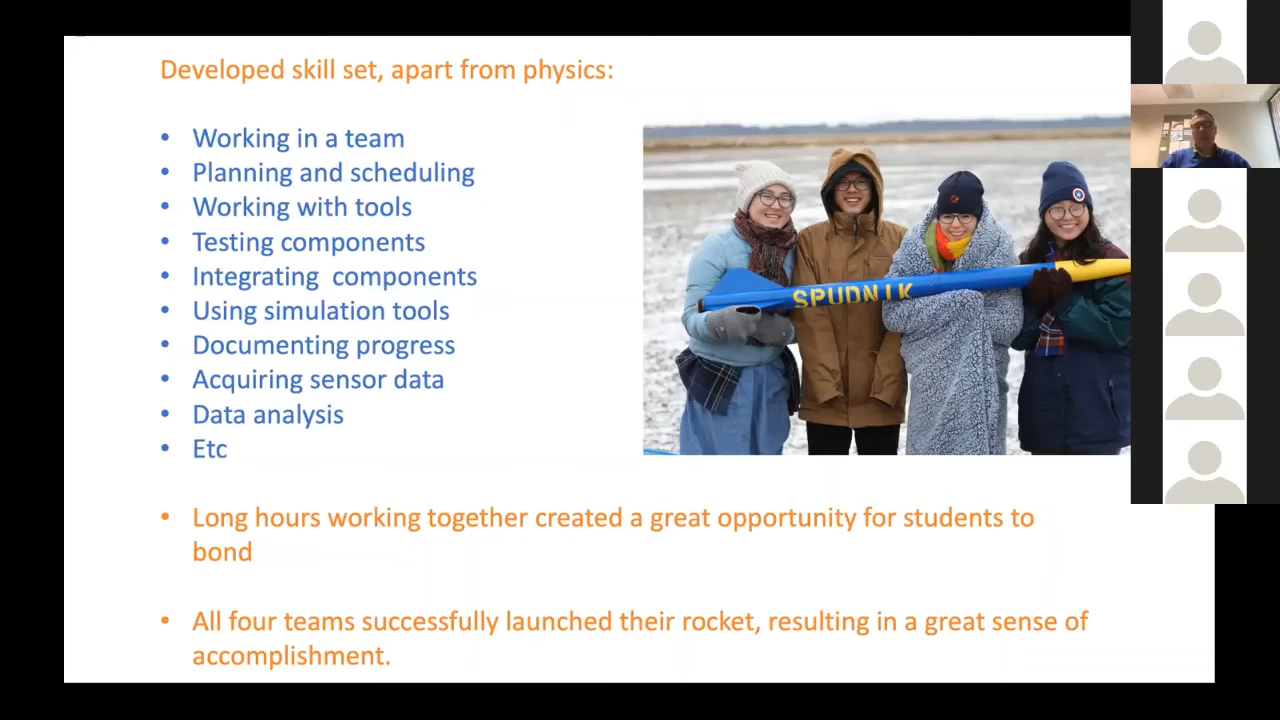 Developed skill set, apart from physics:
• Working in a team
• Planning and scheduling
• Working with tools
• Testing components
• Integrating  components
• Using simulation tools
• Documenting progress
• Acquiring sensor data
• Data analysis
• Etc
SPUDNIK
• Long hours working together created a great opportunity for students to
bond
• All four teams successfully launched their rocket, resulting in a great sense of
accomplishment.